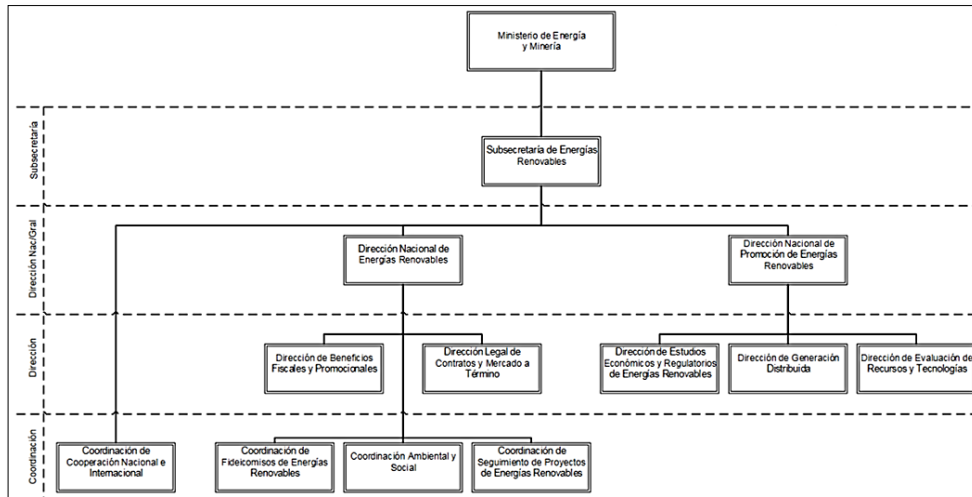 Ministerio de Energía
y Minería
Subsecretaría
Subsecretaría de Energías
Renovables
Dirección Nac/Gral
Dirección Nacional de
Energías Renovables
Dirección Nacional de
Promoción de Energías
Renovables
Dirección
Dirección de Beneficios
Fiscales y Promocionales
Dirección Legal de
Contratos y Mercado a
Término
Dirección de Estudios
Económicos y Regulatorios
de Energías Renovables
Dirección de Generación
Distribuida
Dirección de Evaluación de
Recursos y Tecnologías
Coordinación
Coordinación de
Cooperación Nacional e
Internacional
Coordinación de
Fideicomisos de Energías
Renovables
Coordinación Ambiental y
Social
Coordinación de
Seguimiento de Proyectos
de Energías Renovables